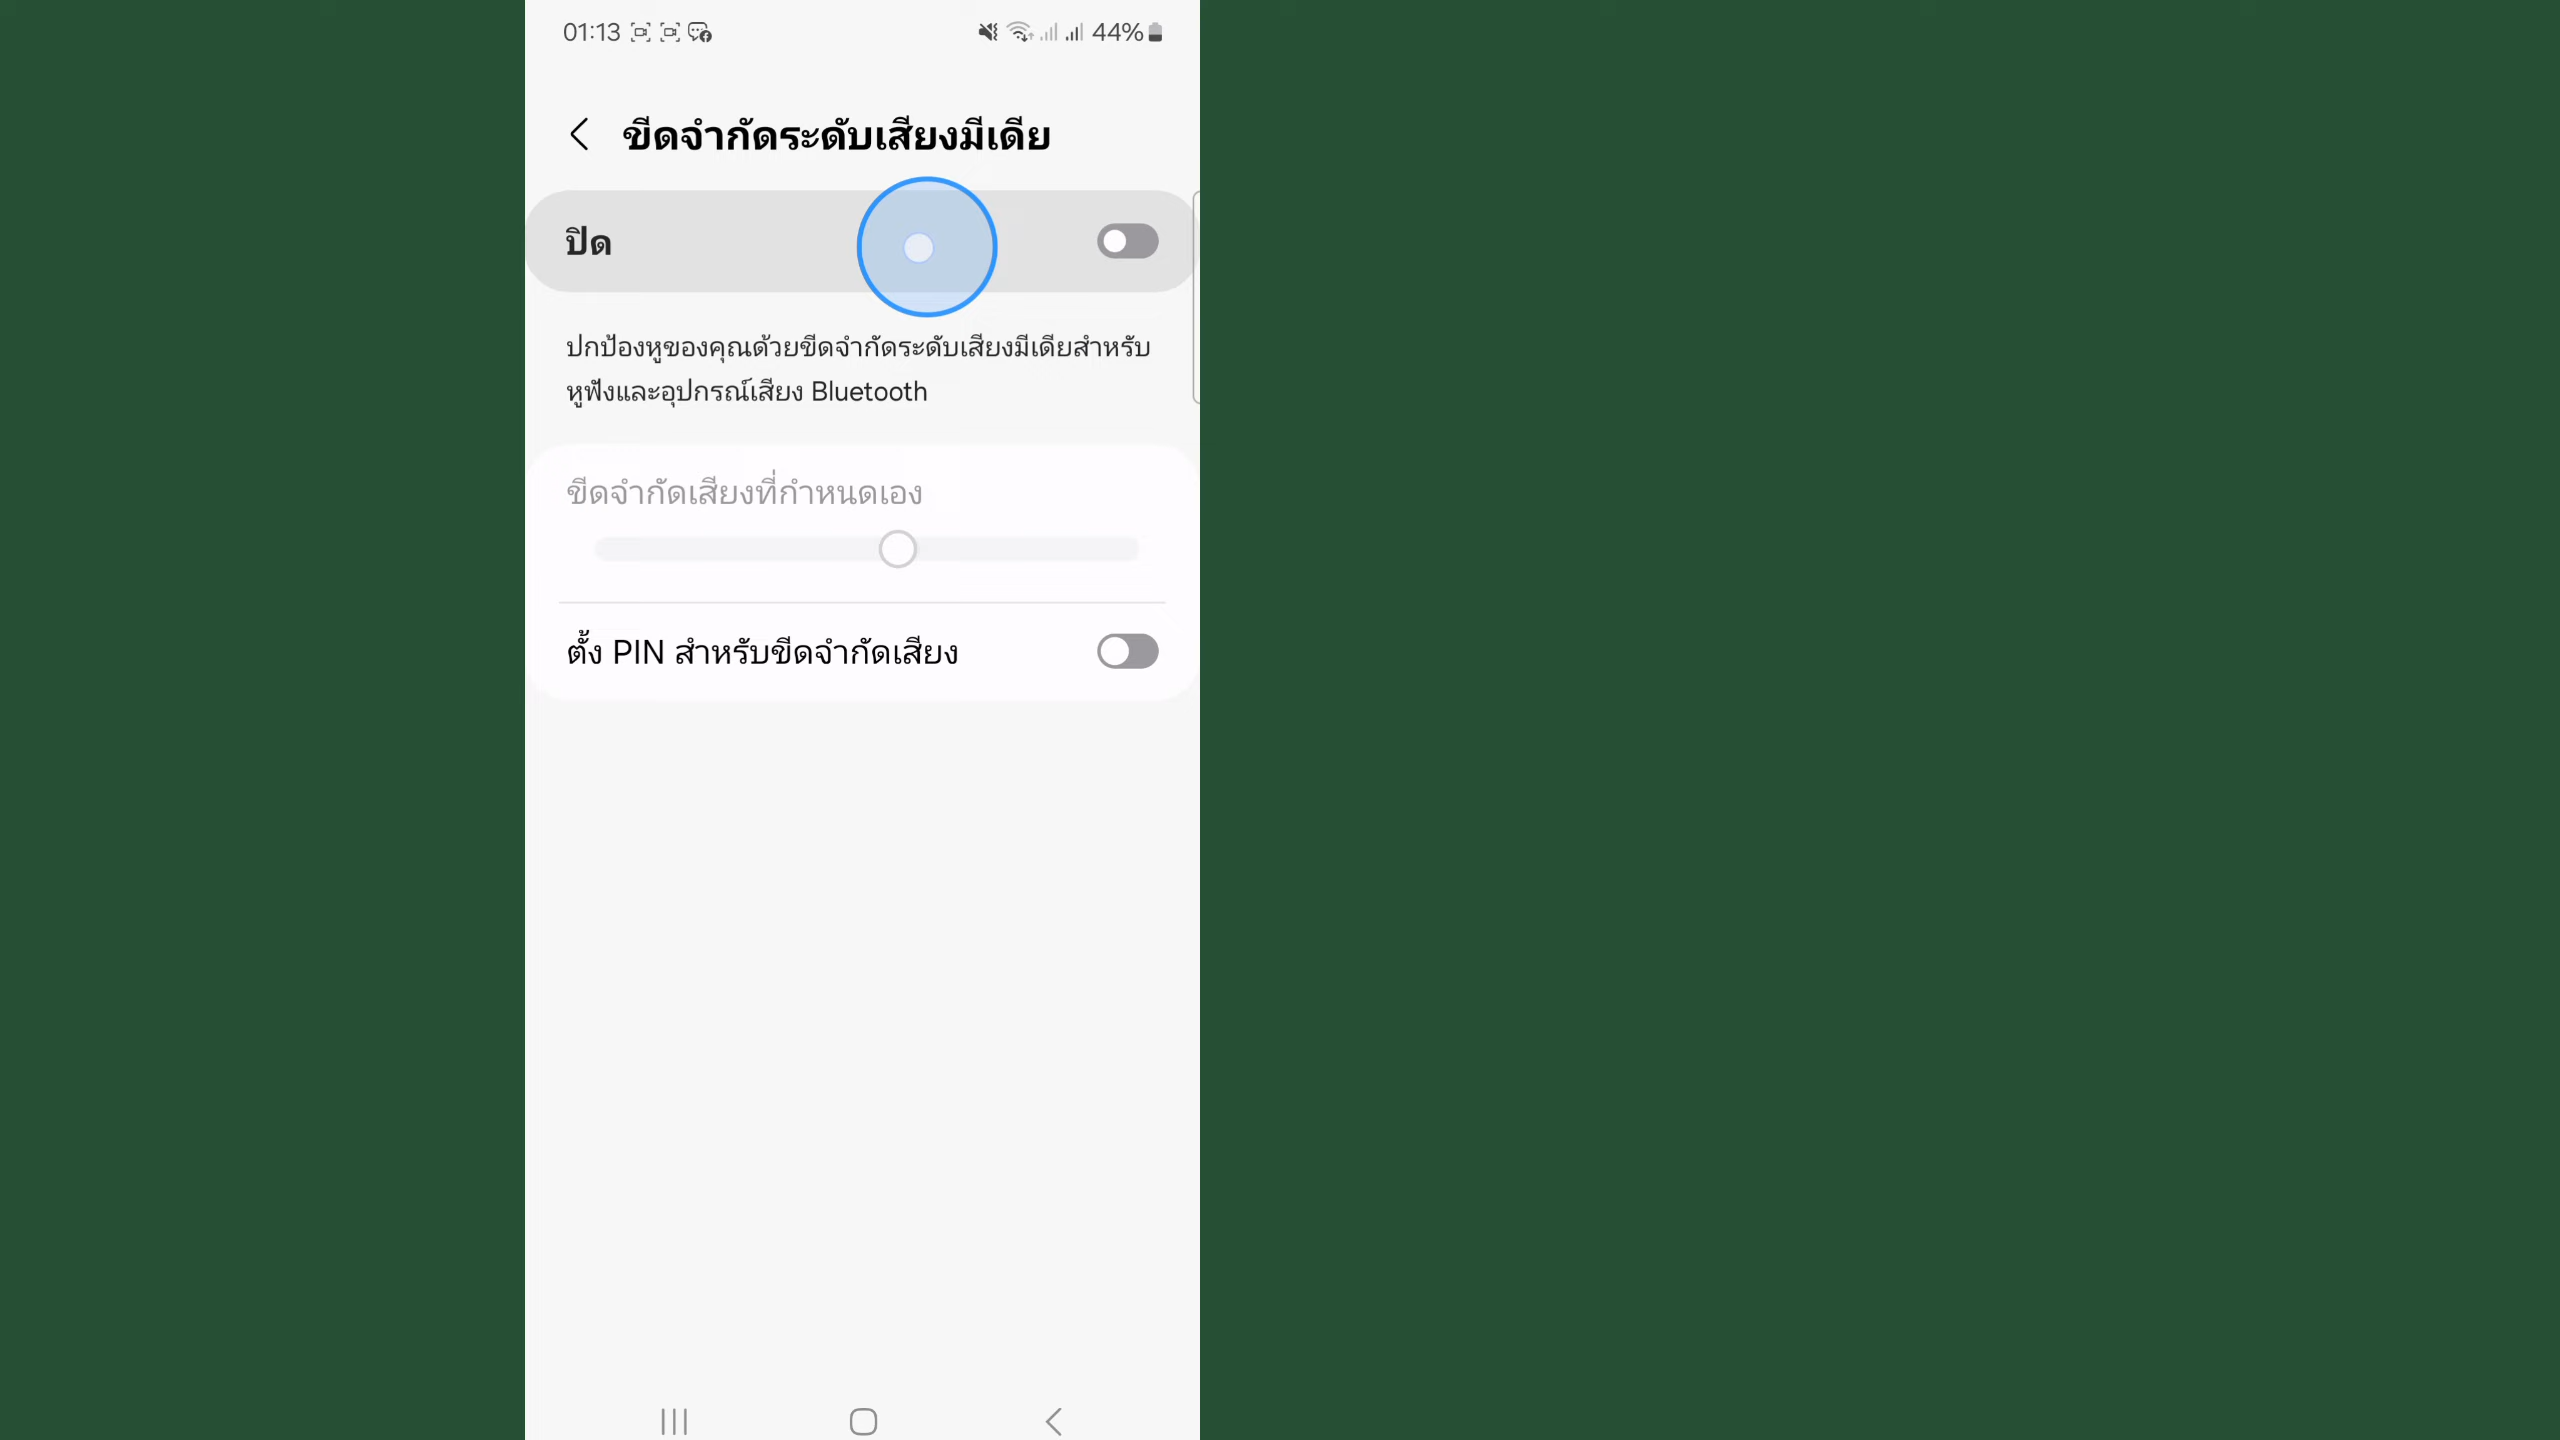 01:13
44%
ขีดจำกัดระดับเสียงมีเดีย
ปิด
ปกป้องหูของคุณด้วยขีดจำกัดระดับเสียงมีเดียสำหรับ
หูฟังและอุปกรณ์เสียง Bluetooth
ขีดจำกัดเสียงที่กำหนดเอง
ตั้ง PIN สำหรับขีดจำกัดเสียง